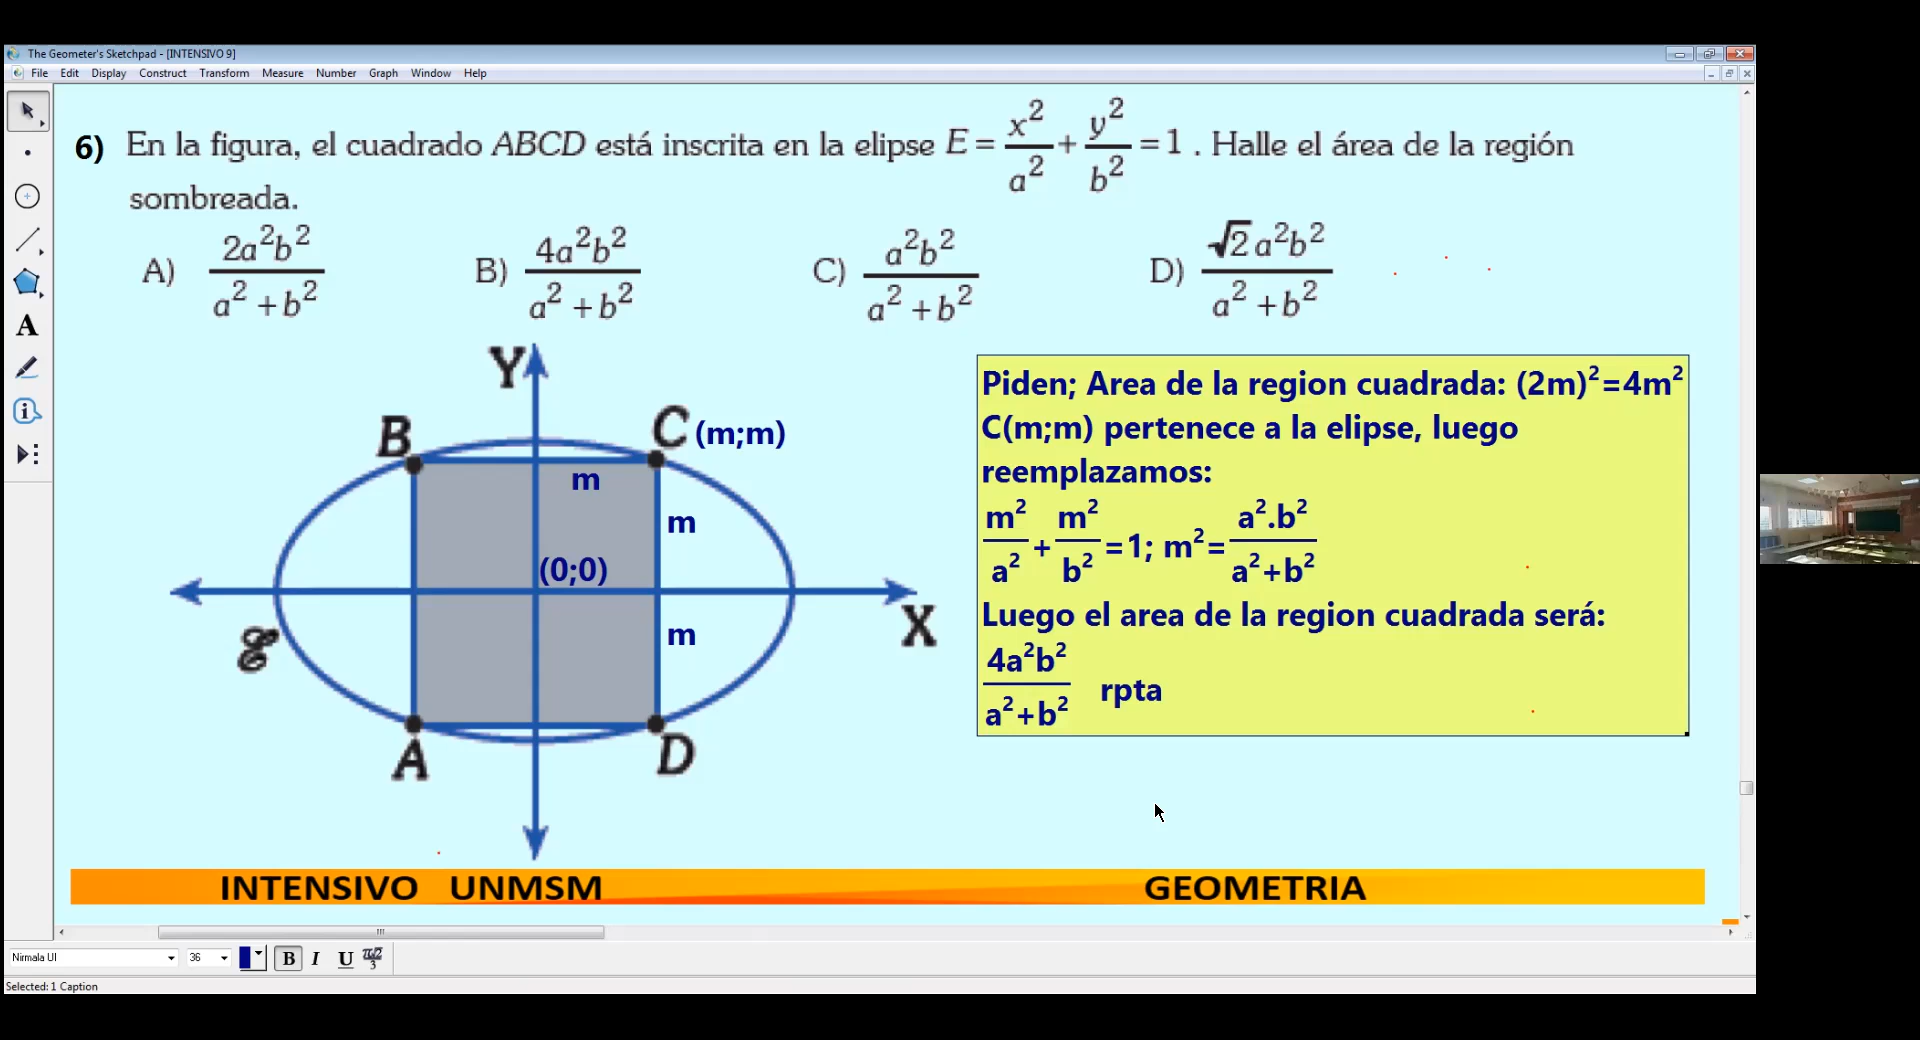 The Geometer's Sketchpad - [INTENSIVO 9]
File Edit Display Construct Transform Measure Number Graph Window Help
6) En la figura, el cuadrado ABCD está inscrita en la elipse E = x²/a² + y²/b² = 1 . Halle el área de la región
sombreada.
A) 2a²b²/(a² + b²) B) 4a²b²/(a² + b²) C) a²b²/(a² + b²) D) √2 a²b²/(a² + b²)
Y
B
C (m;m)
m
m
(0;0)
X
m
ℰ
A
D
Piden; Area de la region cuadrada: (2m)²=4m²
C(m;m) pertenece a la elipse, luego
reemplazamos:
m²/a² + m²/b² =1; m²= a².b²/(a²+b²)
Luego el area de la region cuadrada será:
4a²b²/(a²+b²) rpta
INTENSIVO UNMSM GEOMETRIA
Nirmala UI 36 B I U
Selected: 1 Caption